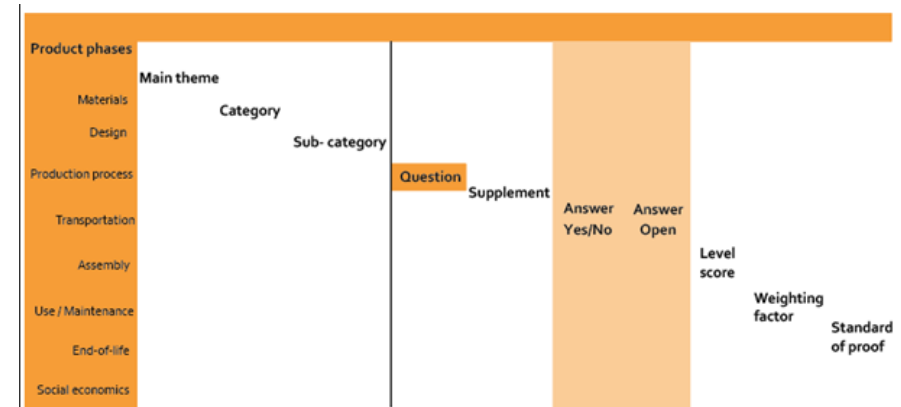 Product phases
Main theme
Materials
Category
Design
Sub- category
Production process
Question
Supplement
Transportation
Answer
Yes/No
Answer
Open
Level
score
Assembly
Weighting
factor
Use / Maintenance
Standard
of proof
End-of-life
Social economics